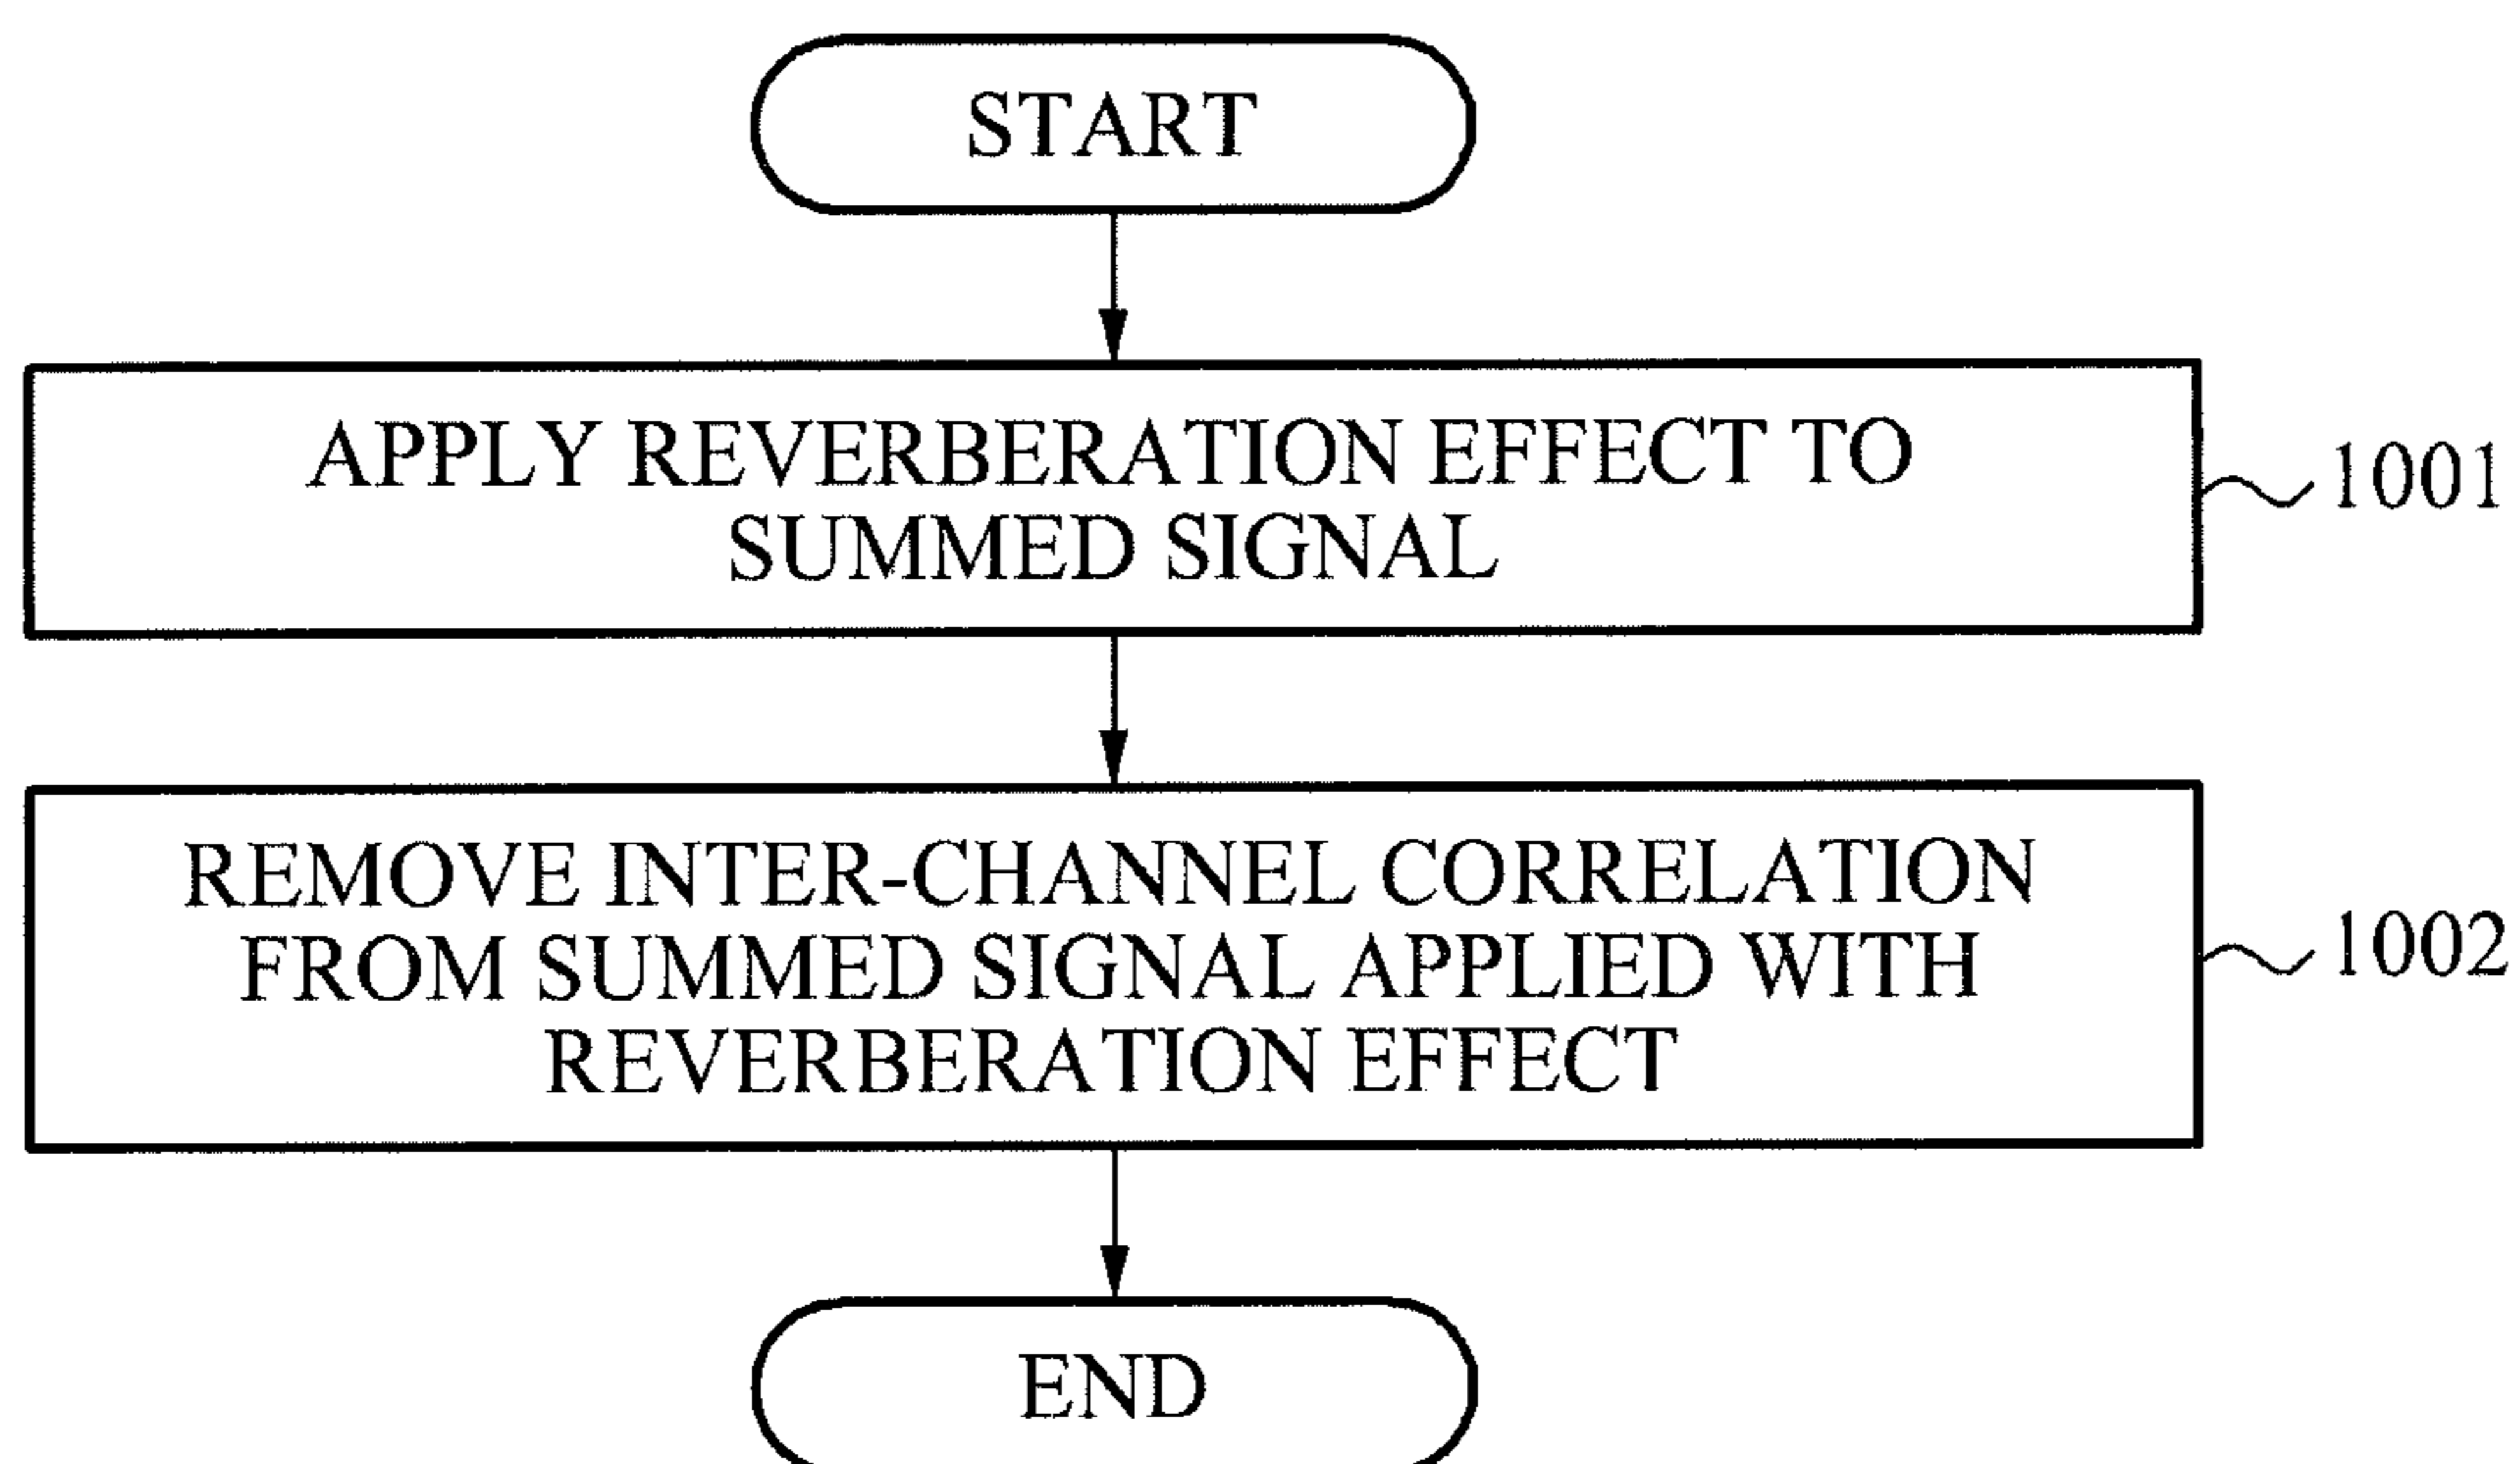 START
APPLY REVERBERATION EFFECT TO
SUMMED SIGNAL
1001
REMOVE INTER-CHANNEL CORRELATION
FROM SUMMED SIGNAL APPLIED WITH
REVERBERATION EFFECT
1002
END